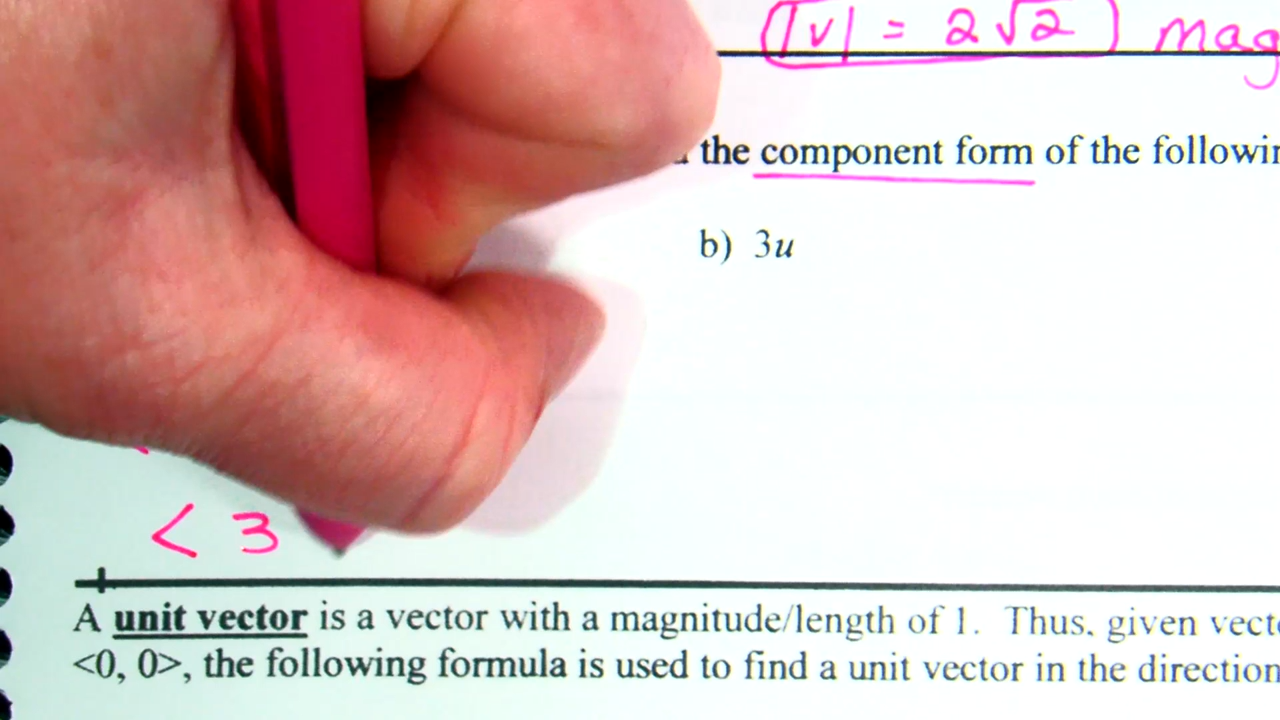 |v| = 2√2 mag
the component form of the followin
b) 3u
< 3
A unit vector is a vector with a magnitude/length of 1. Thus, given vect
<0, 0>, the following formula is used to find a unit vector in the direction